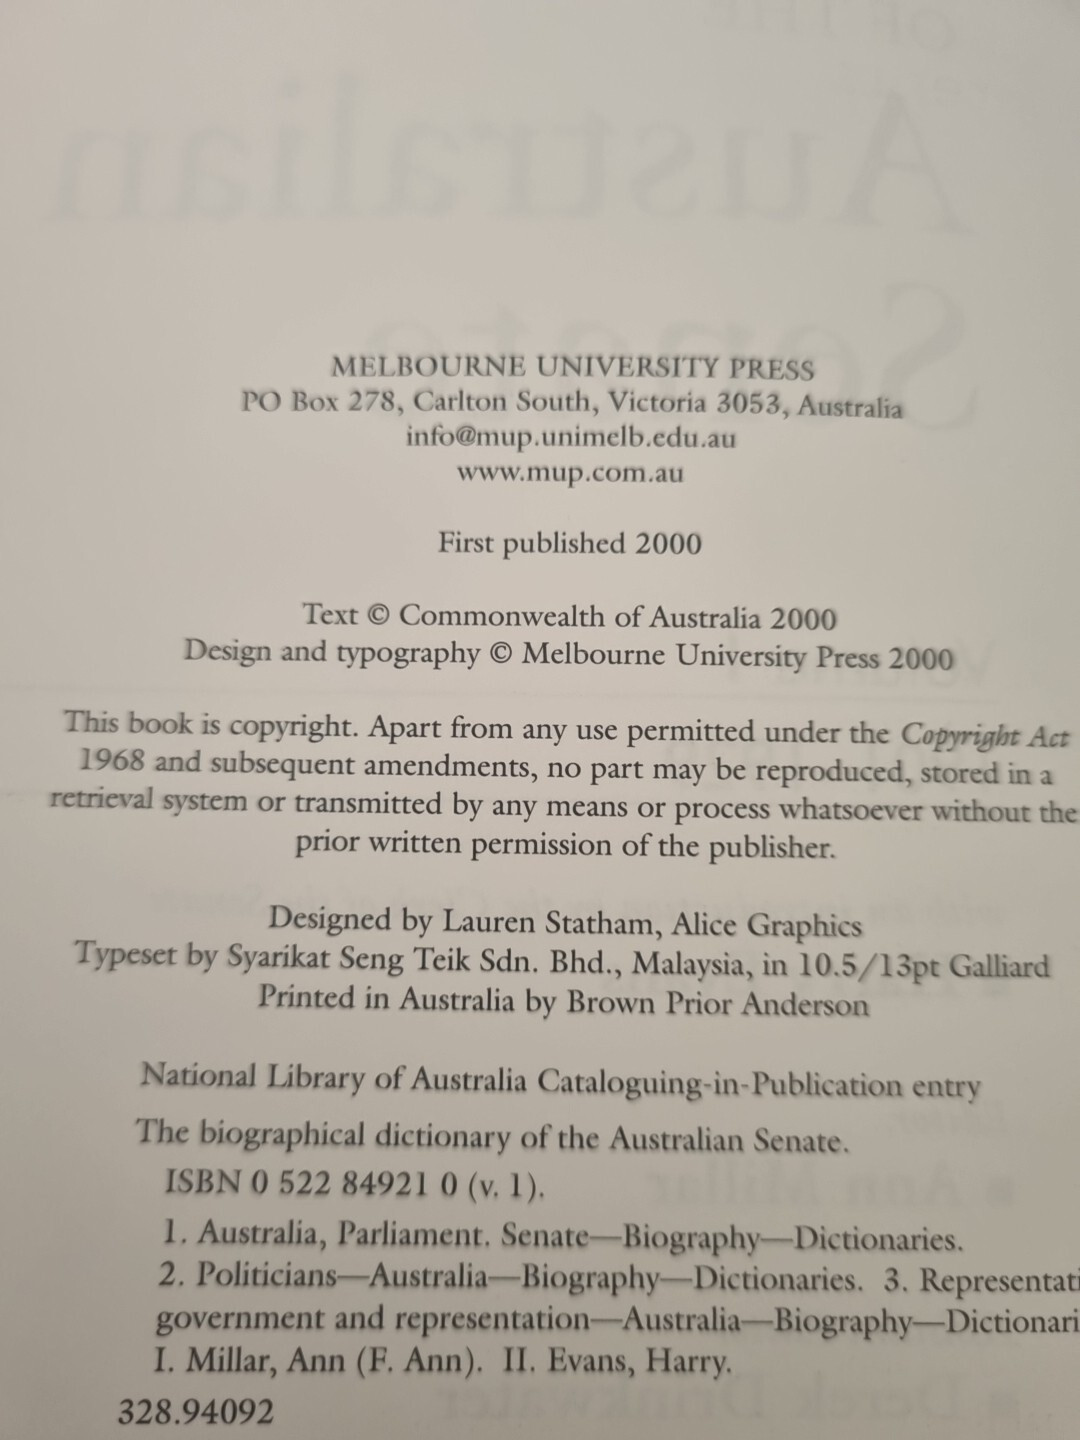 MELBOURNE UNIVERSITY PRESS
PO Box 278, Carlton South, Victoria 3053, Australia
info@mup.unimelb.edu.au
www.mup.com.au
First published 2000
Text © Commonwealth of Australia 2000
Design and typography © Melbourne University Press 2000
This book is copyright. Apart from any use permitted under the Copyright Act
1968 and subsequent amendments, no part may be reproduced, stored in a
retrieval system or transmitted by any means or process whatsoever without the
prior written permission of the publisher.
Designed by Lauren Statham, Alice Graphics
Typeset by Syarikat Seng Teik Sdn. Bhd., Malaysia, in 10.5/13pt Galliard
Printed in Australia by Brown Prior Anderson
National Library of Australia Cataloguing-in-Publication entry
The biographical dictionary of the Australian Senate.
ISBN 0 522 84921 0 (v. 1).
1. Australia, Parliament. Senate—Biography—Dictionaries.
2. Politicians—Australia—Biography—Dictionaries. 3. Representati
government and representation—Australia—Biography—Dictionari
I. Millar, Ann (F. Ann). II. Evans, Harry.
328.94092